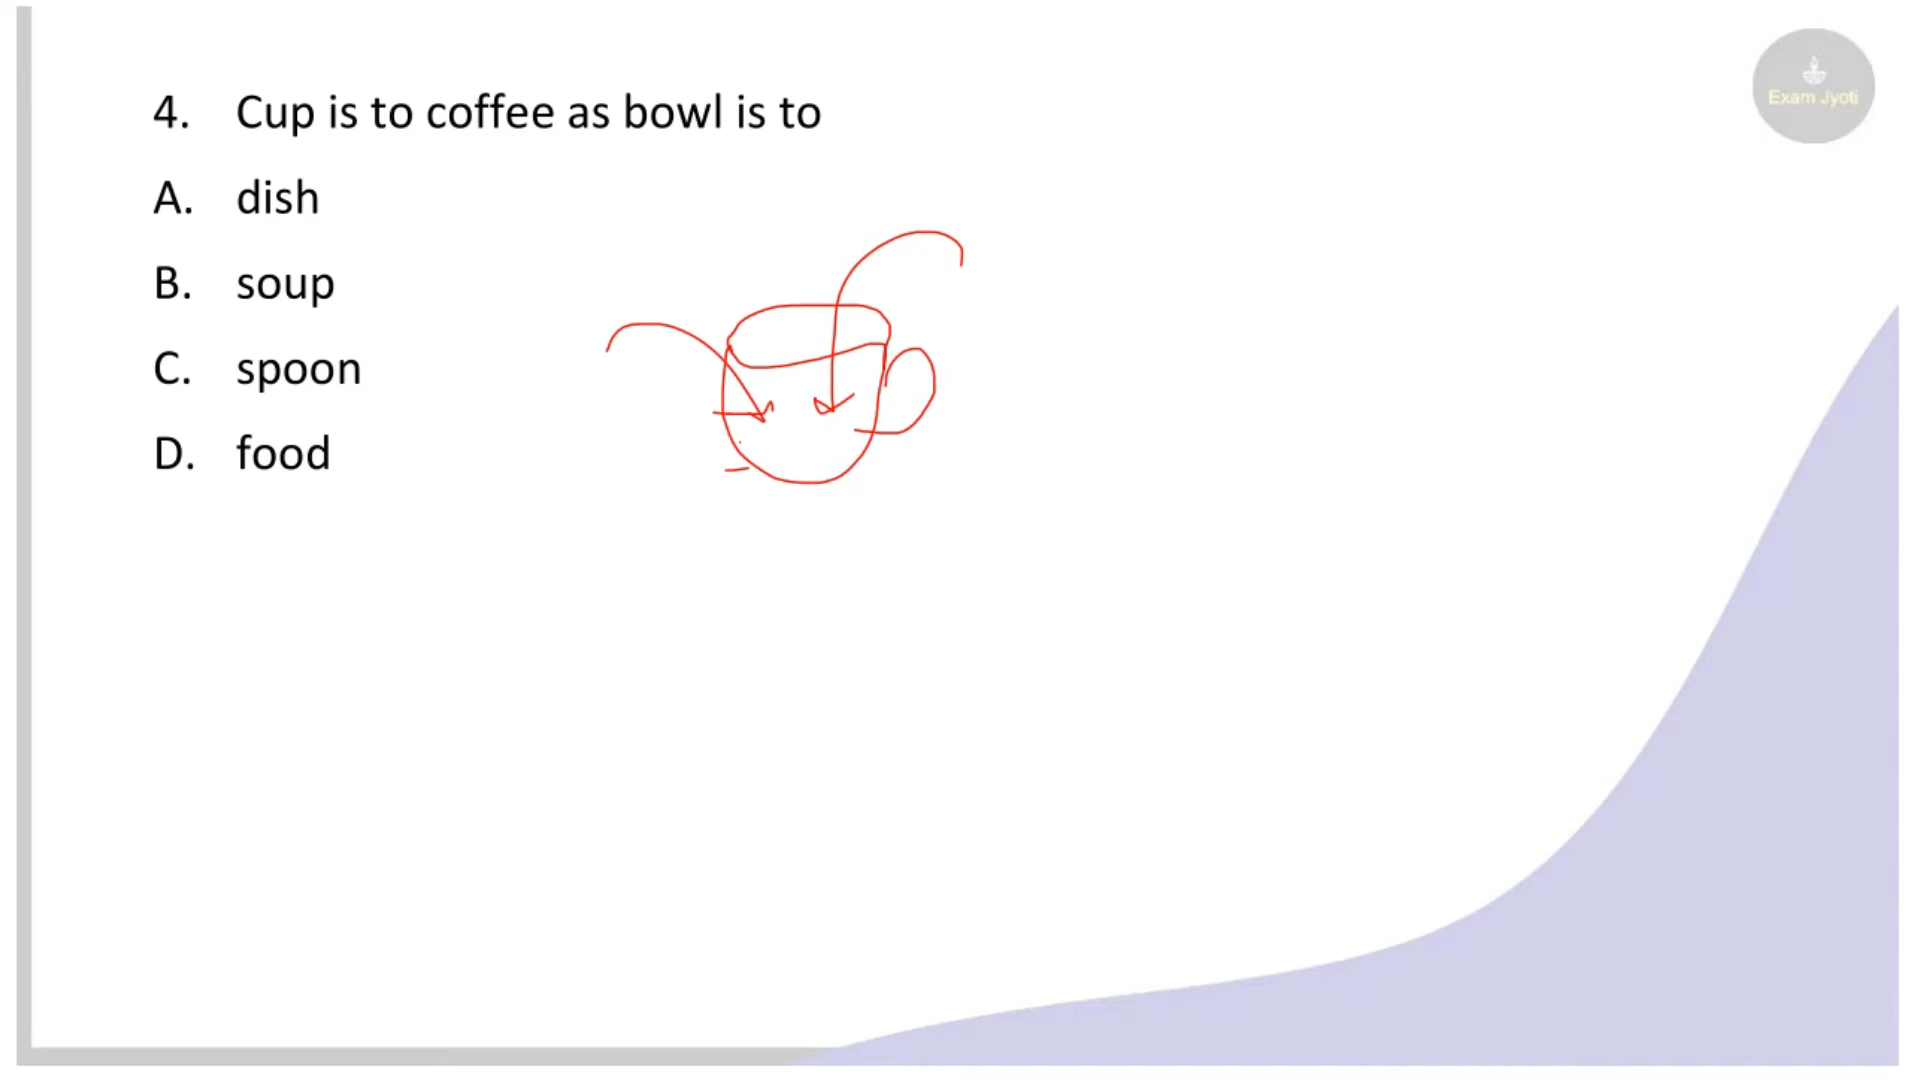 Exam Jyoti
4. Cup is to coffee as bowl is to
A. dish
B. soup
C. spoon
D. food